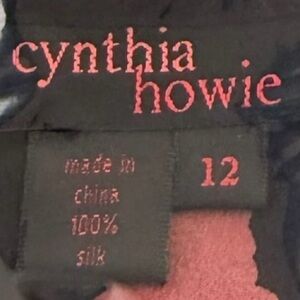 cynthia
howie
made in
china
100%
silk
12